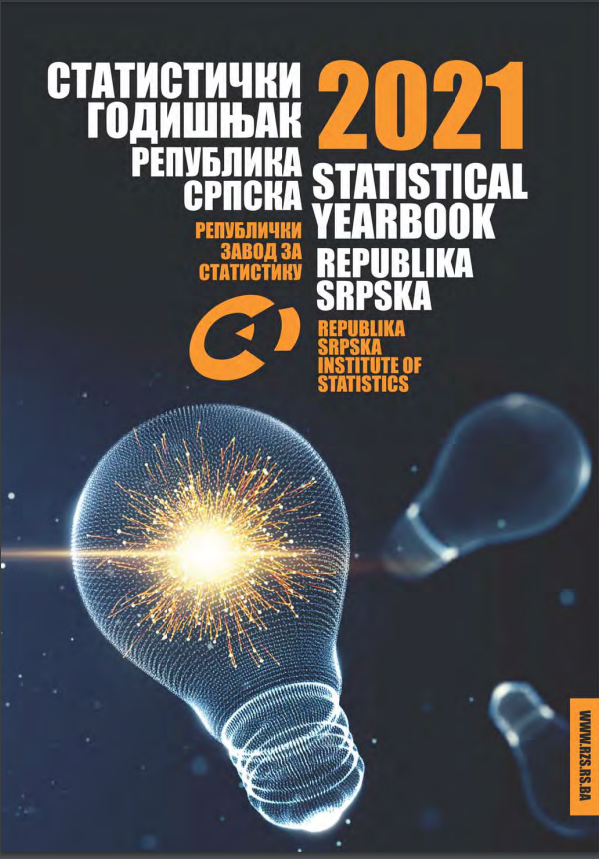 СТАТИСТИЧКИ
ГОДИШЊАК
РЕПУБЛИКА
СРПСКА
РЕПУБЛИЧКИ
ЗАВОД ЗА
СТАТИСТИКУ
2021
STATISTICAL
YEARBOOK
REPUBLIKA
SRPSKA
REPUBLIKA
SRPSKA
INSTITUTE OF
STATISTICS
WWW.RZS.RS.BA